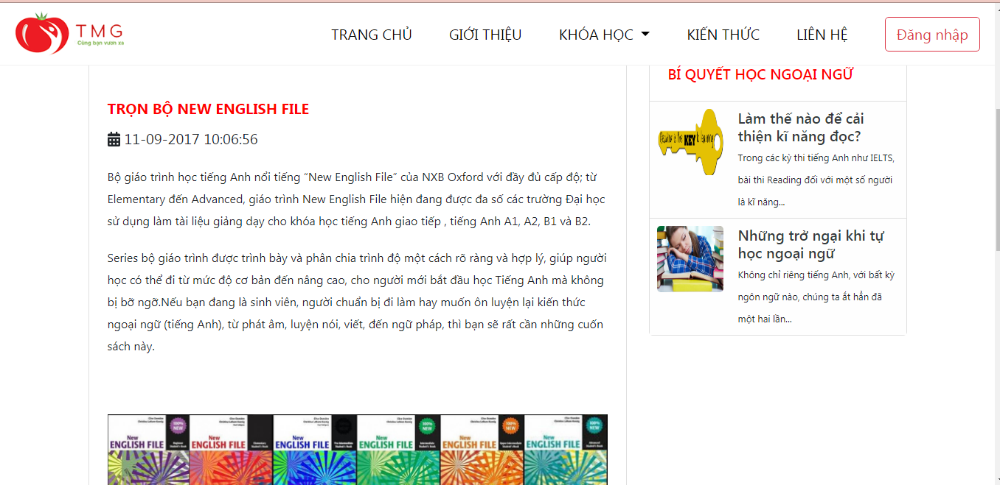 TMG
Cùng bạn vươn xa
TRANG CHỦ
GIỚI THIỆU
KHÓA HỌC
KIẾN THỨC
LIÊN HỆ
Đăng nhập
TRỌN BỘ NEW ENGLISH FILE
11-09-2017 10:06:56
Bộ giáo trình học tiếng Anh nổi tiếng “New English File” của NXB Oxford với đầy đủ cấp độ; từ
Elementary đến Advanced, giáo trình New English File hiện đang được đa số các trường Đại học
sử dụng làm tài liệu giảng dạy cho khóa học tiếng Anh giao tiếp , tiếng Anh A1, A2, B1 và B2.
Series bộ giáo trình được trình bày và phân chia trình độ một cách rõ ràng và hợp lý, giúp người
học có thể đi từ mức độ cơ bản đến nâng cao, cho người mới bắt đầu học Tiếng Anh mà không
bị bỡ ngỡ.Nếu bạn đang là sinh viên, người chuẩn bị đi làm hay muốn ôn luyện lại kiến thức
ngoại ngữ (tiếng Anh), từ phát âm, luyện nói, viết, đến ngữ pháp, thì bạn sẽ rất cần những cuốn
sách này.
New
ENGLISH FILE
New
ENGLISH FILE
New
ENGLISH FILE
New
ENGLISH FILE
New
ENGLISH FILE
New
ENGLISH FILE
BÍ QUYẾT HỌC NGOẠI NGỮ
Reading is the KEY to learning
Làm thế nào để cải
thiện kĩ năng đọc?
Trong các kỳ thi tiếng Anh như IELTS,
bài thi Reading đối với một số người
là kĩ năng...
Những trở ngại khi tự
học ngoại ngữ
Không chỉ riêng tiếng Anh, với bất kỳ
ngôn ngữ nào, chúng ta ắt hẳn đã
một hai lần...